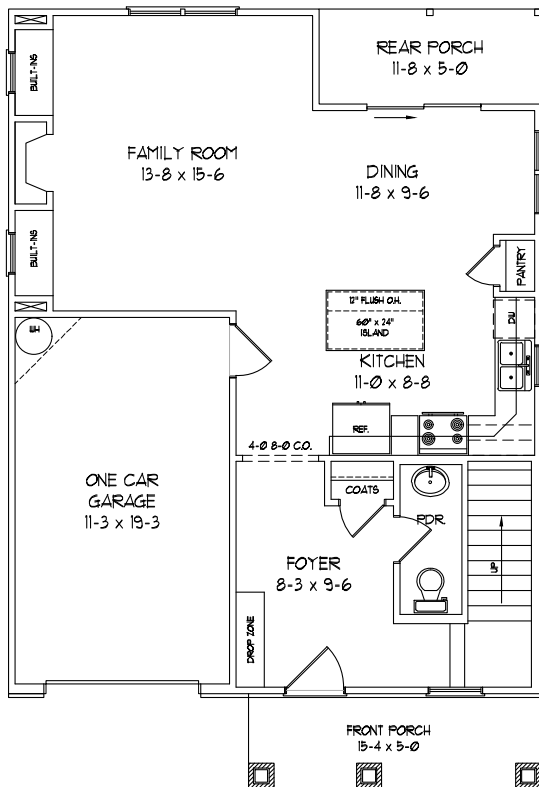 REAR PORCH
11-8 x 5-0
BUILT-INS
FAMILY ROOM
13-8 x 15-6
DINING
11-8 x 9-6
BUILT-INS
PANTRY
12" FLUSH O.H.
60" x 24"
ISLAND
DW
WH
KITCHEN
11-0 x 8-8
REF.
4-0 8-0 C.O.
ONE CAR
GARAGE
11-3 x 19-3
COATS
PDR.
FOYER
8-3 x 9-6
UP
DROP ZONE
FRONT PORCH
15-4 x 5-0